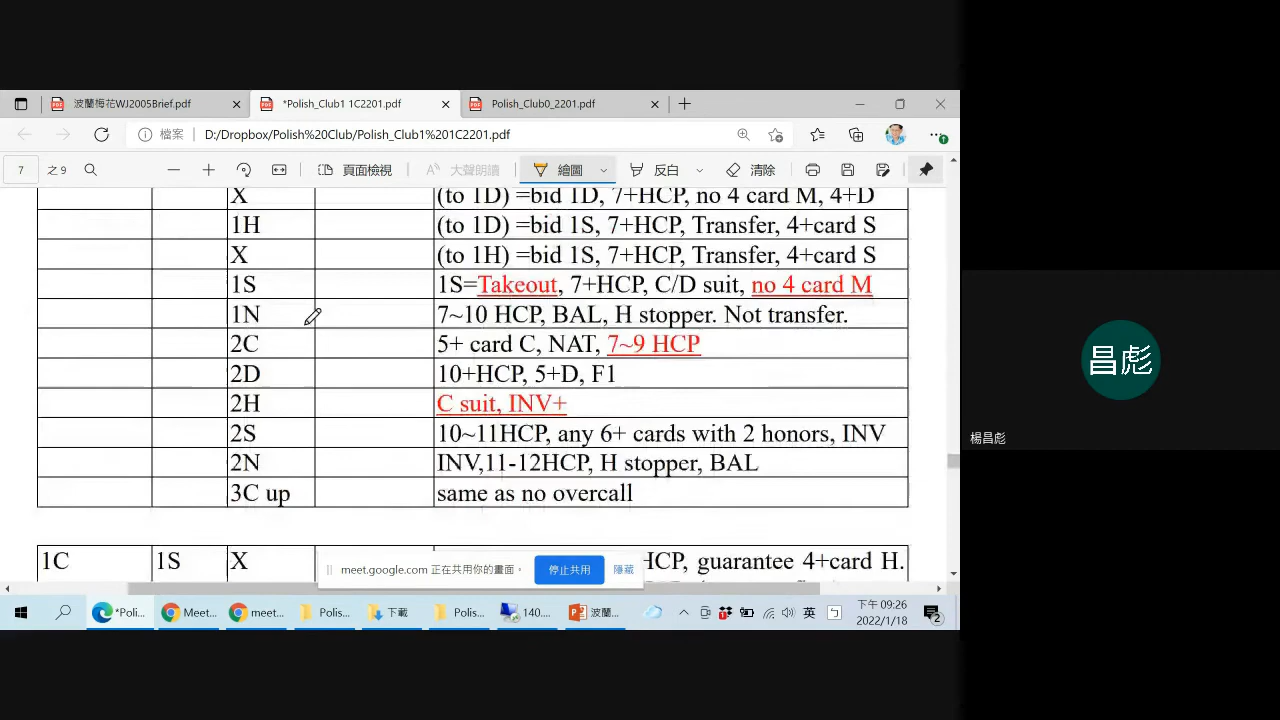 波蘭梅花WJ2005Brief.pdf
*Polish_Club1 1C2201.pdf
Polish_Club0_2201.pdf
檔案
D:/Dropbox/Polish%20Club/Polish_Club1%201C2201.pdf
7 之9
頁面檢視
大聲朗讀
繪圖
反白
清除
X (to 1D) =bid 1D, 7+HCP, no 4 card M, 4+D
1H (to 1D) =bid 1S, 7+HCP, Transfer, 4+card S
X (to 1H) =bid 1S, 7+HCP, Transfer, 4+card S
1S 1S=Takeout, 7+HCP, C/D suit, no 4 card M
1N 7~10 HCP, BAL, H stopper. Not transfer.
2C 5+ card C, NAT, 7~9 HCP
2D 10+HCP, 5+D, F1
2H C suit, INV+
2S 10~11HCP, any 6+ cards with 2 honors, INV
2N INV,11-12HCP, H stopper, BAL
3C up same as no overcall
1C 1S X HCP, guarantee 4+card H.
meet.google.com 正在共用你的畫面。
停止共用
隱藏
*Poli...
Meet...
meet...
Polis...
下載
Polis...
140....
波蘭...
英
下午 09:26
2022/1/18
2
昌彪
楊昌彪